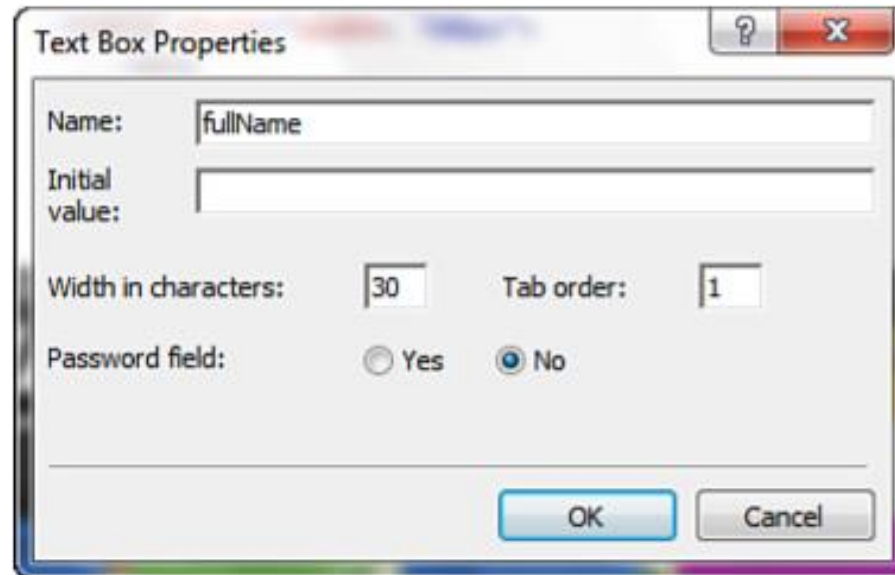 Text Box Properties
Name: fullName
Initial
value:
Width in characters: 30 Tab order: 1
Password field: Yes No
OK Cancel